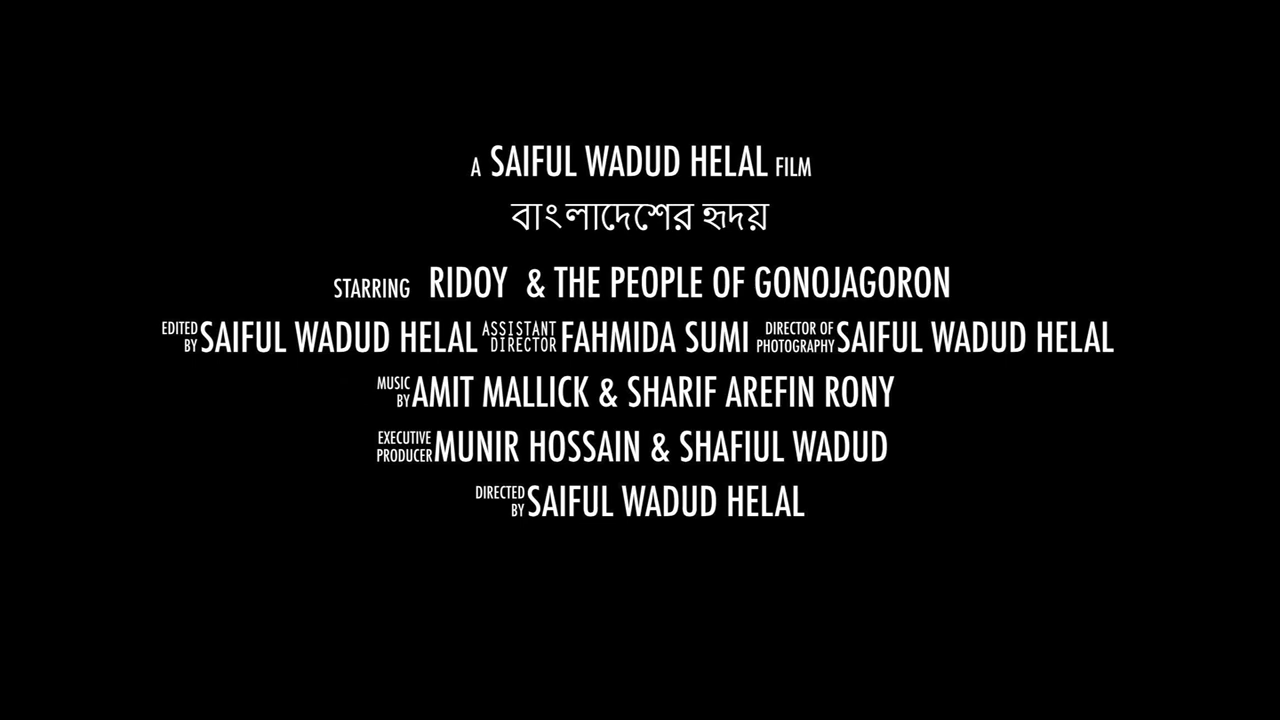 A SAIFUL WADUD HELAL FILM
বাংলাদেশের হৃদয়
STARRING RIDOY & THE PEOPLE OF GONOJAGORON
EDITED BY SAIFUL WADUD HELAL ASSISTANT DIRECTOR FAHMIDA SUMI DIRECTOR OF PHOTOGRAPHY SAIFUL WADUD HELAL
MUSIC BY AMIT MALLICK & SHARIF AREFIN RONY
EXECUTIVE PRODUCER MUNIR HOSSAIN & SHAFIUL WADUD
DIRECTED BY SAIFUL WADUD HELAL